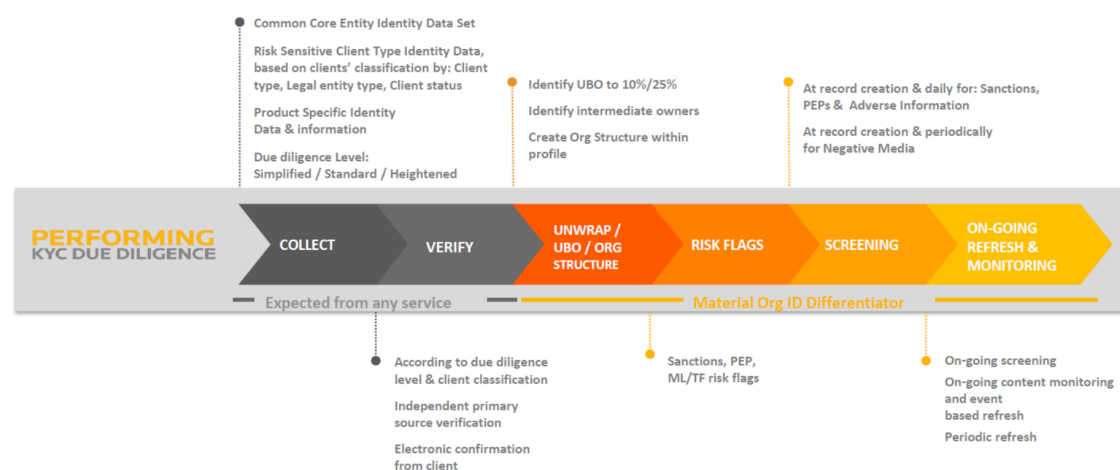 Common Core Entity Identity Data Set
Risk Sensitive Client Type Identity Data,
based on clients' classification by: Client
type, Legal entity type, Client status
Product Specific Identity
Data & information
Due diligence Level:
Simplified / Standard / Heightened
Identify UBO to 10%/25%
Identify intermediate owners
Create Org Structure within
profile
At record creation & daily for: Sanctions,
PEPs & Adverse Information
At record creation & periodically
for Negative Media
PERFORMING
KYC DUE DILIGENCE
COLLECT
VERIFY
UNWRAP /
UBO / ORG
STRUCTURE
RISK FLAGS
SCREENING
ON-GOING
REFRESH &
MONITORING
Expected from any service
Material Org ID Differentiator
According to due diligence
level & client classification
Independent primary
source verification
Electronic confirmation
from client
Sanctions, PEP,
ML/TF risk flags
On-going screening
On-going content monitoring
and event
based refresh
Periodic refresh